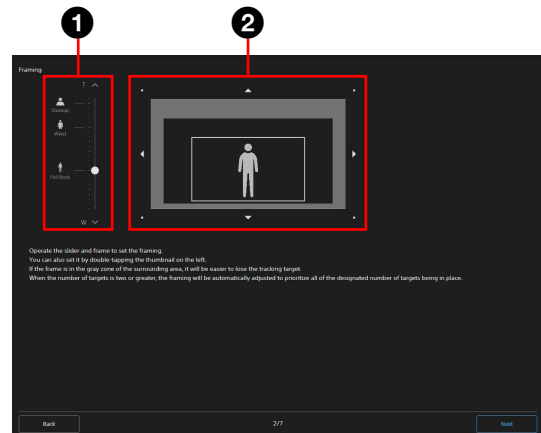 1
2
Framing
T
Closeup
Waist
Full Body
W
Operate the slider and frame to set the framing.
You can also set it by double-tapping the thumbnail on the left.
If the frame is in the gray zone of the surrounding area, it will be easier to lose the tracking target.
When the number of targets is two or greater, the framing will be automatically adjusted to prioritize all of the designated number of targets being in place.
Back
2/7
Next